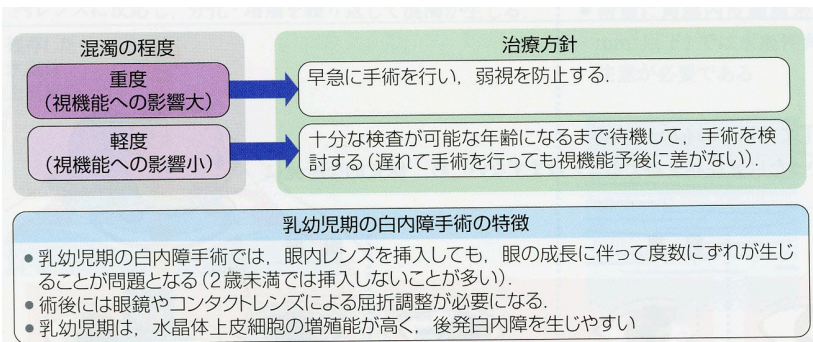 混濁の程度
治療方針
重度
(視機能への影響大)
早急に手術を行い，弱視を防止する．
軽度
(視機能への影響小)
十分な検査が可能な年齢になるまで待機して，手術を検
討する(遅れて手術を行っても視機能予後に差がない)．
乳幼児期の白内障手術の特徴
●乳幼児期の白内障手術では，眼内レンズを挿入しても，眼の成長に伴って度数にずれが生じ
ることが問題となる(2歳未満では挿入しないことが多い)．
●術後には眼鏡やコンタクトレンズによる屈折調整が必要になる．
●乳幼児期は，水晶体上皮細胞の増殖能が高く，後発白内障を生じやすい